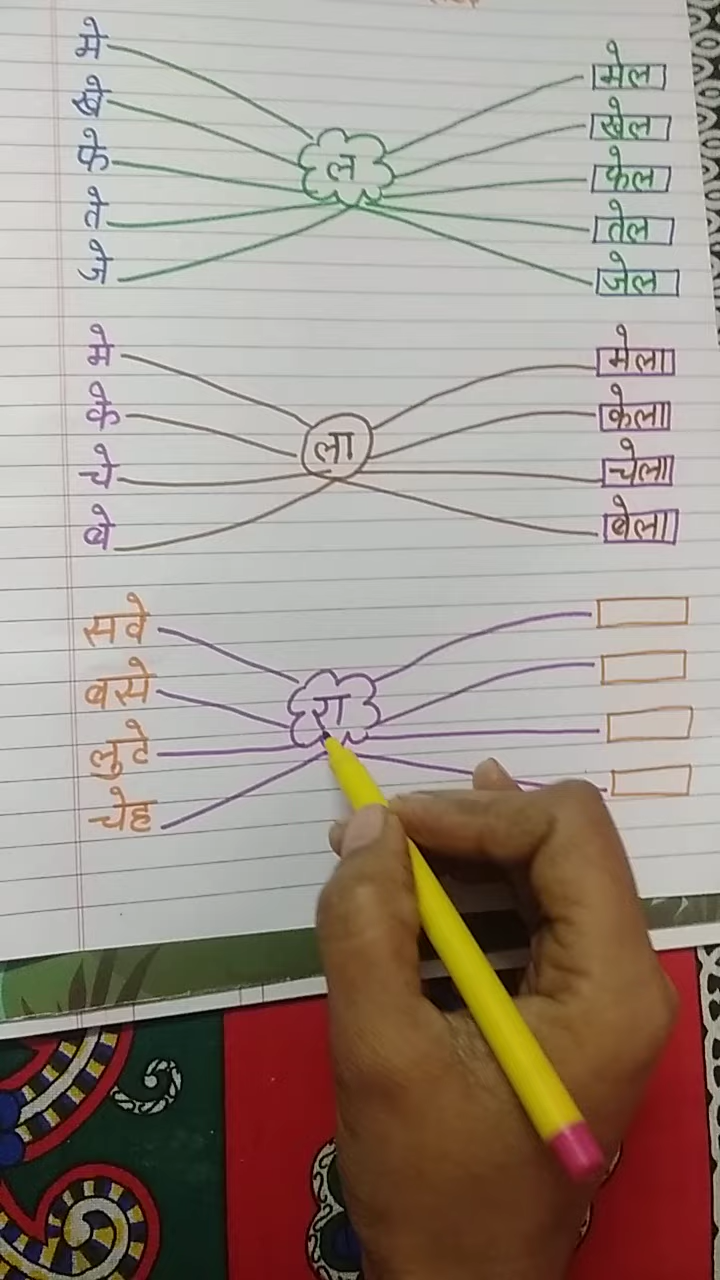 मे
खे
फे
ते
जे
ल
मेल
खेल
फेल
तेल
जेल
मे
के
चे
बे
ला
मेला
केला
चेला
बेला
सवे
बसे
लुटे
चेह
रा